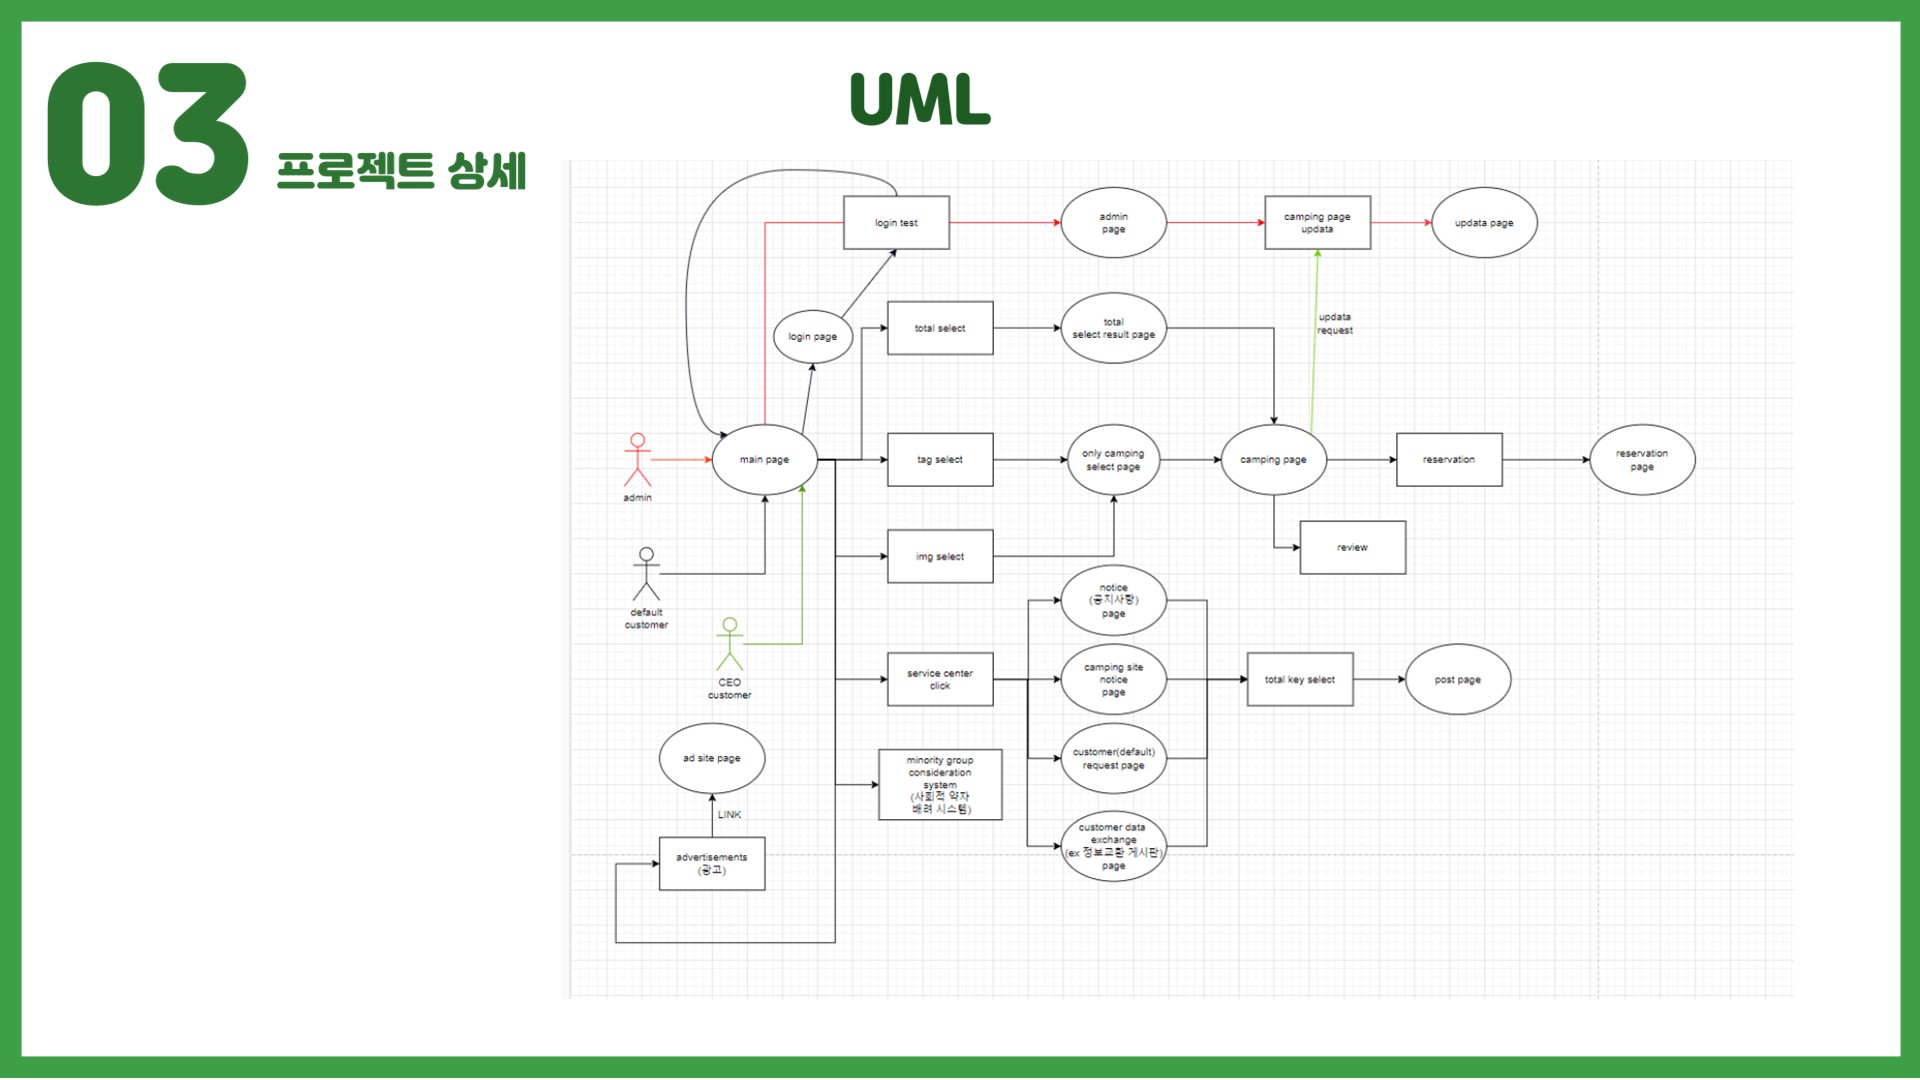 03
프로젝트 상세
UML
login test
admin
page
camping page
updata
updata page
login page
total select
total
select result page
updata
request
admin
main page
tag select
only camping
select page
camping page
reservation
reservation
page
img select
review
default
customer
notice
(공지사항)
page
CEO
customer
service center
click
camping site
notice
page
total key select
post page
ad site page
LINK
minority group
consideration
system
(사회적 약자
배려 시스템)
customer(default)
request page
advertisements
(광고)
customer data
exchange
(ex 정보교환 게시판)
page